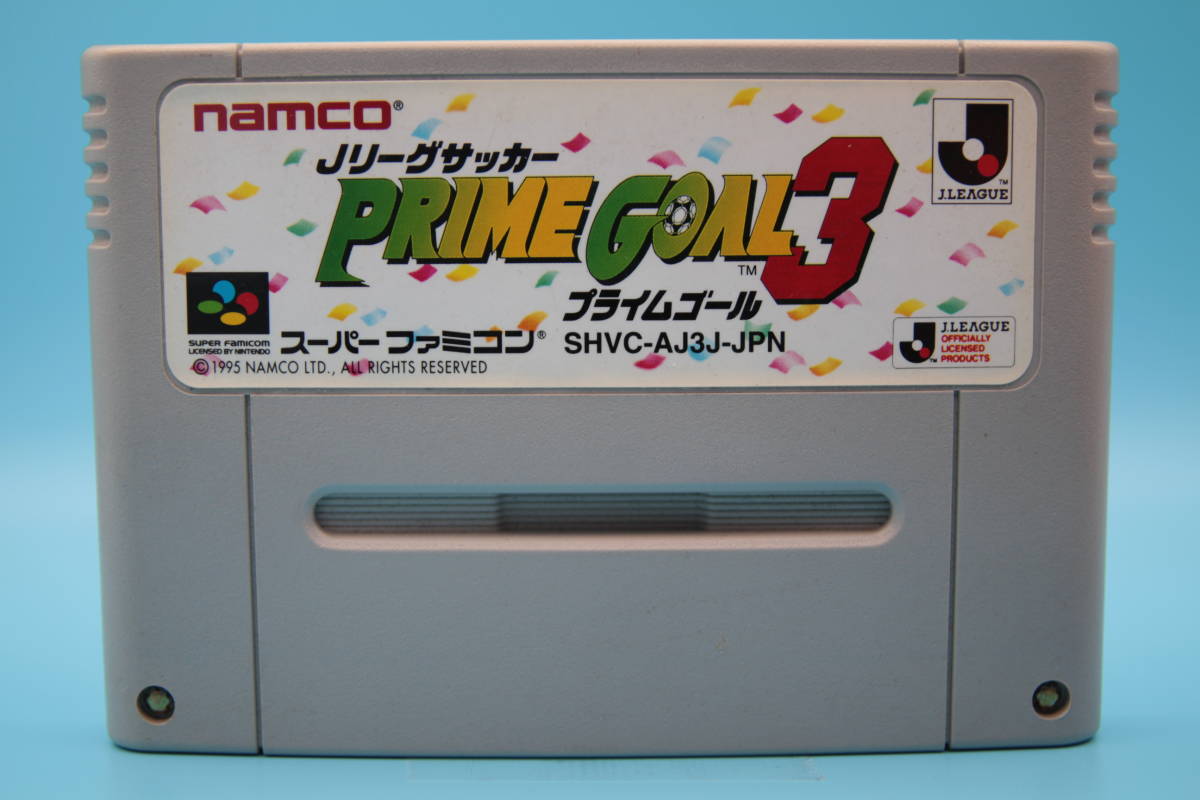 namco®
Jリーグサッカー
PRIME GOAL 3
TM
プライムゴール
J
TM
J.LEAGUE
SUPER FAMICOM
LICENSED BY NINTENDO
スーパーファミコン®
SHVC-AJ3J-JPN
©1995 NAMCO LTD., ALL RIGHTS RESERVED
J
TM
J.LEAGUE
OFFICIALLY
LICENSED
PRODUCTS